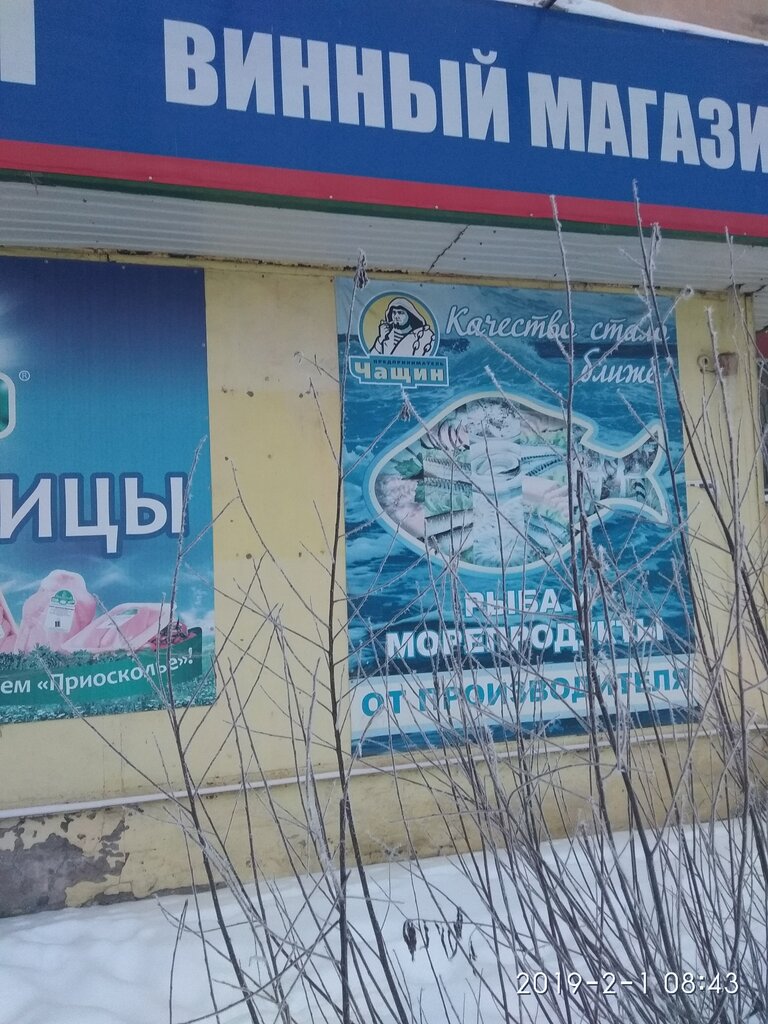 ВИННЫЙ МАГАЗИ
®
ИЦЫ
ем «Приосколье»!
ПРЕДПРИНИМАТЕЛЬ
Чащин
Качество стало
ближе
РЫБА И
МОРЕПРОДУКТЫ
ОТ ПРОИЗВОДИТЕЛЯ
2019-2-1 08:43